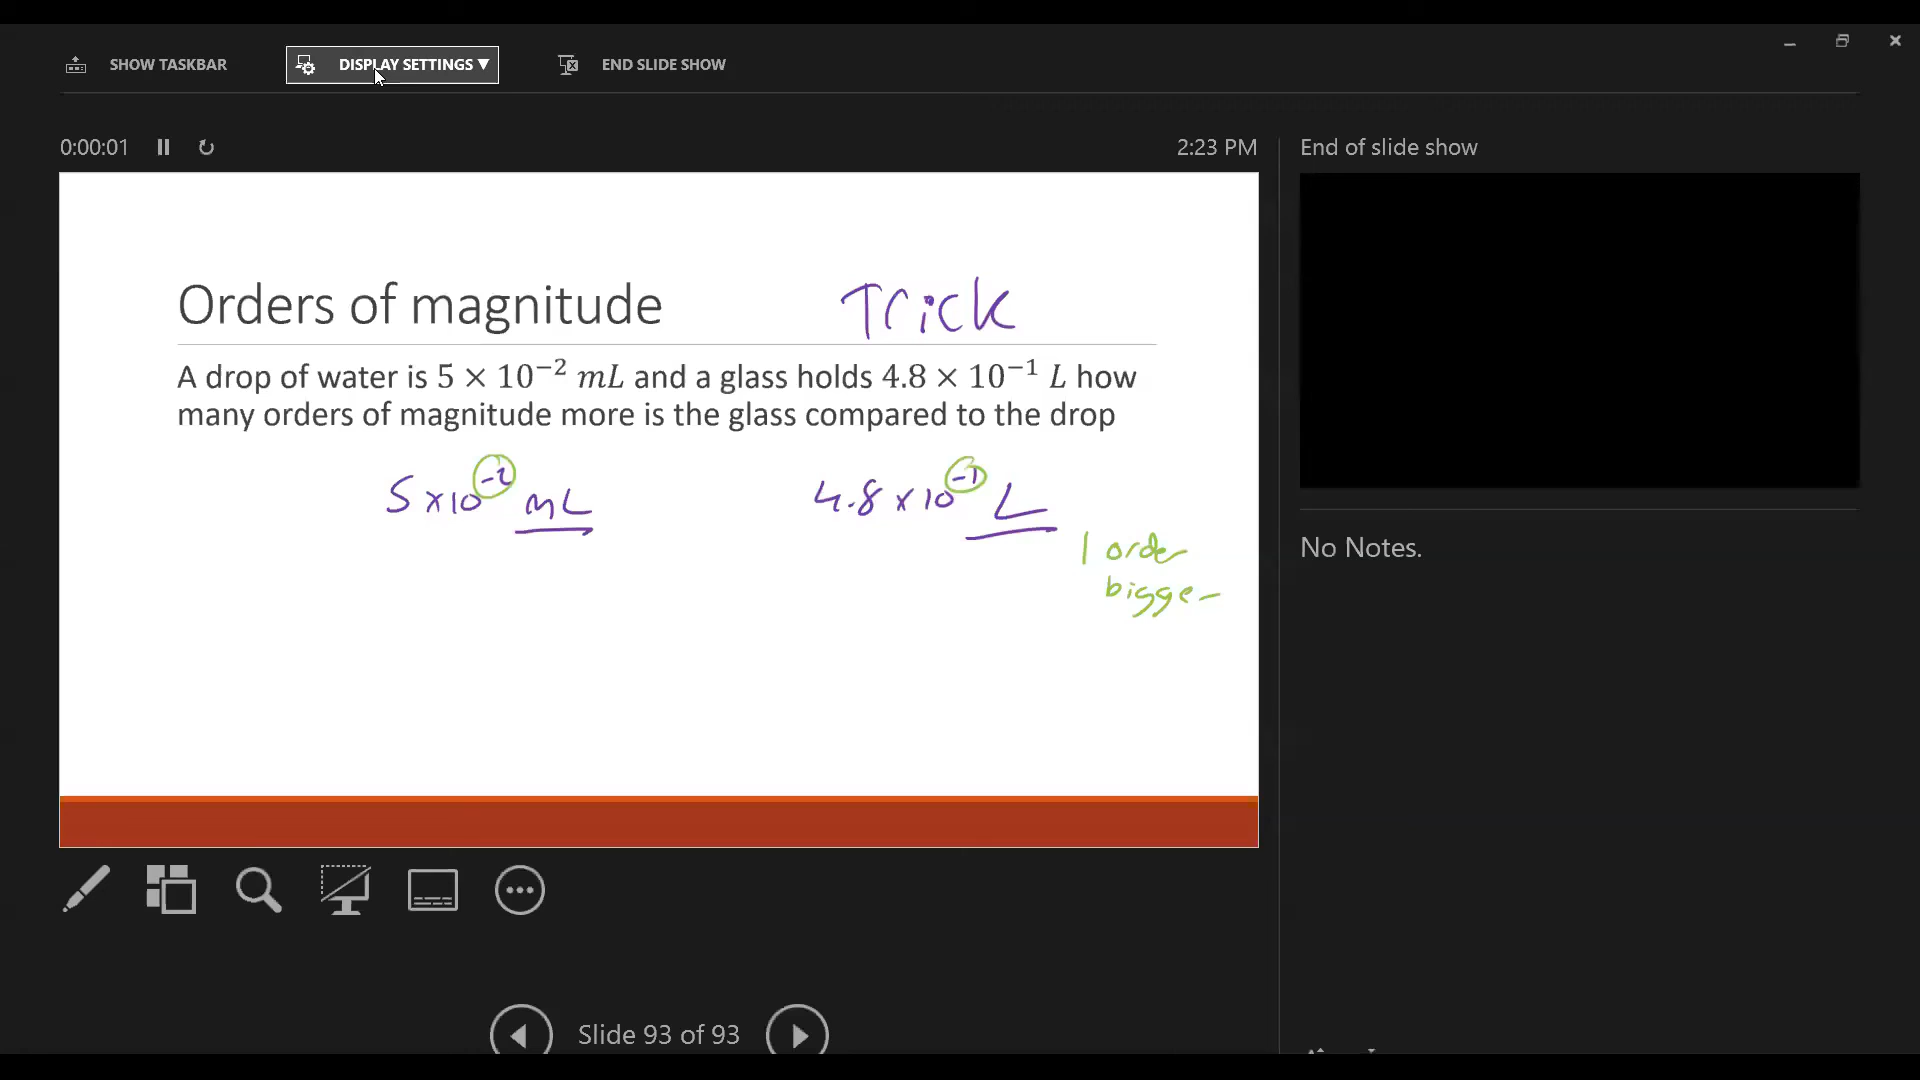 SHOW TASKBAR
DISPLAY SETTINGS ▼
END SLIDE SHOW
0:00:01
2:23 PM
End of slide show
Orders of magnitude
Trick
A drop of water is 5 × 10⁻² mL and a glass holds 4.8 × 10⁻¹ L how
many orders of magnitude more is the glass compared to the drop
5 × 10⁻² mL
4.8 × 10⁻¹ L
1 order
bigger
No Notes.
Slide 93 of 93